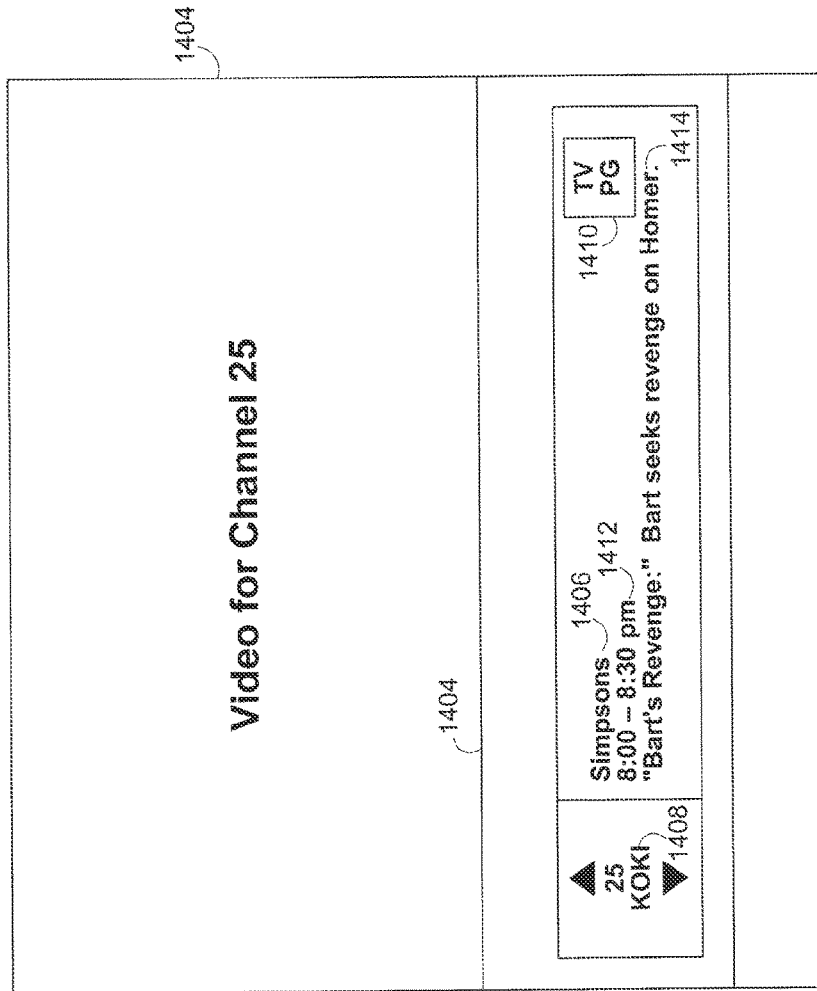 1404
Video for Channel 25
1404
25
KOKI
1408
Simpsons
1406
8:00 – 8:30 pm
1412
"Bart's Revenge:" Bart seeks revenge on Homer.
1414
1410
TV
PG